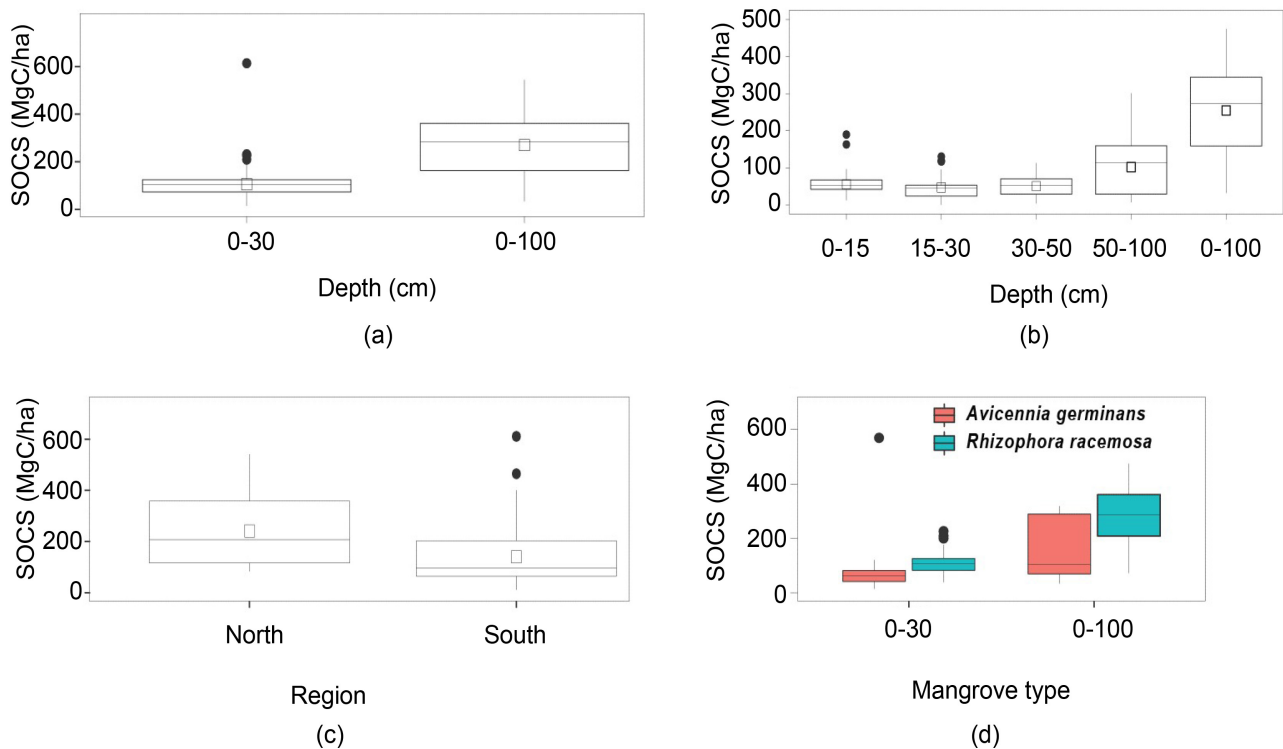 SOCS (MgC/ha)
600
400
200
0
0-30 0-100
Depth (cm)
(a)
SOCS (MgC/ha)
500
400
300
200
100
0
0-15 15-30 30-50 50-100 0-100
Depth (cm)
(b)
SOCS (MgC/ha)
600
400
200
0
North South
Region
(c)
SOCS (MgC/ha)
600
400
200
0
Avicennia germinans
Rhizophora racemosa
0-30 0-100
Mangrove type
(d)